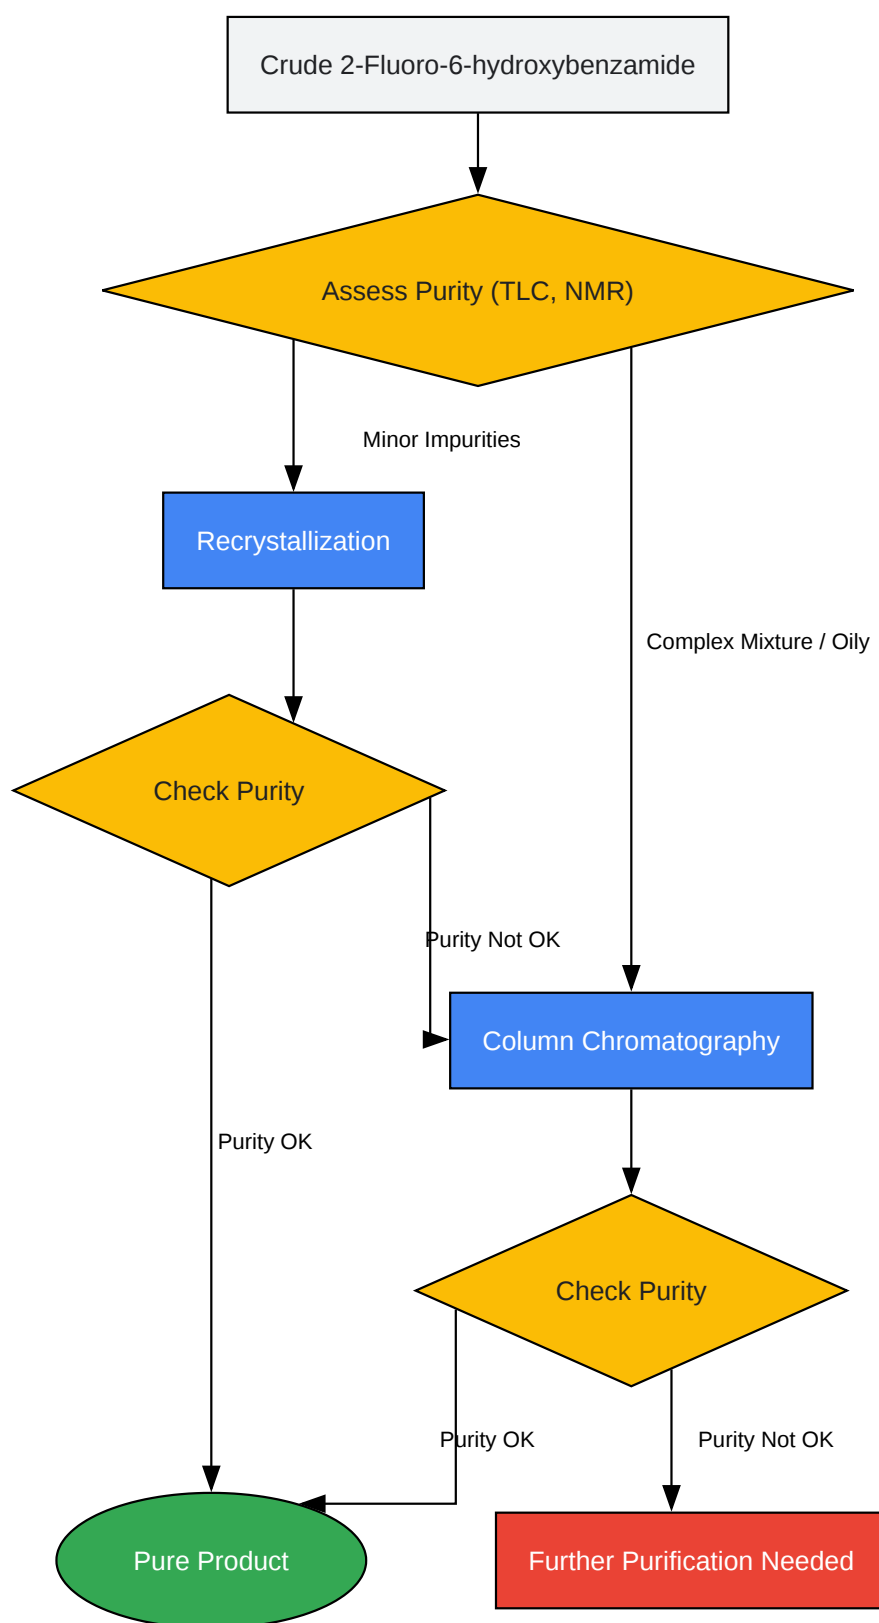 Crude 2-Fluoro-6-hydroxybenzamide
Assess Purity (TLC, NMR)
Minor Impurities
Recrystallization
Complex Mixture / Oily
Check Purity
Purity Not OK
Column Chromatography
Purity OK
Check Purity
Purity OK
Purity Not OK
Pure Product
Further Purification Needed